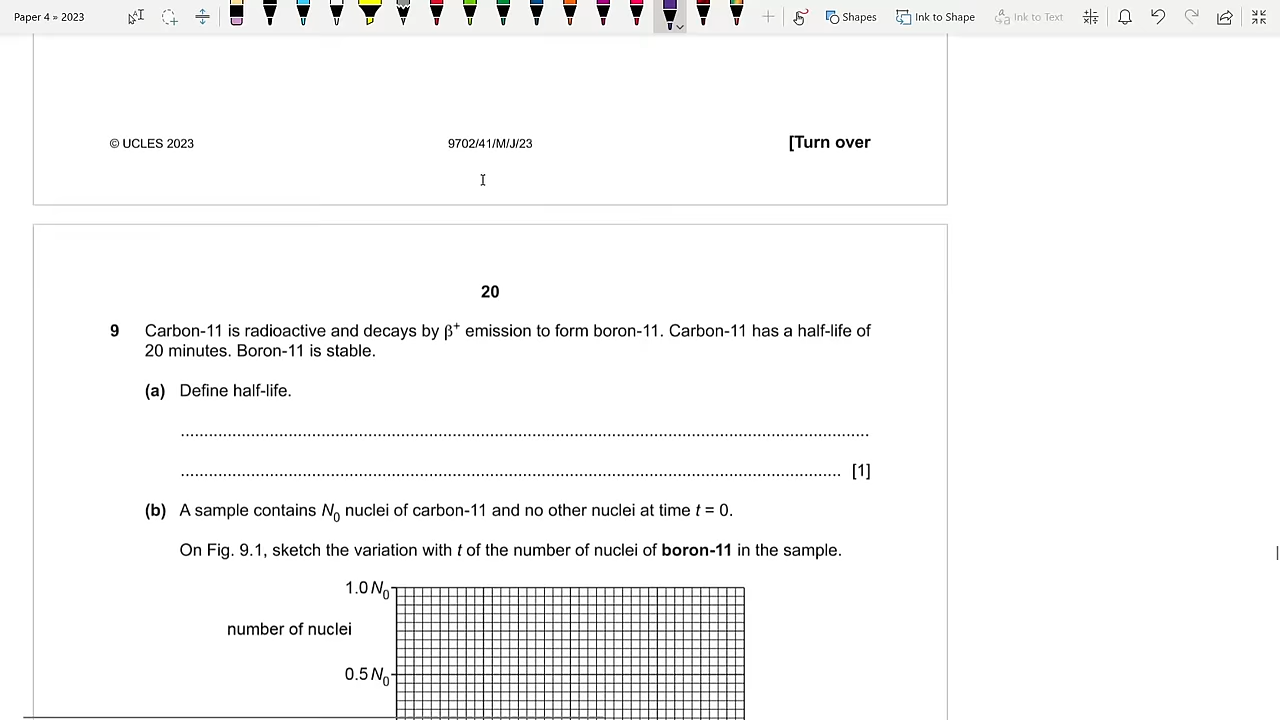 Paper 4 » 2023 Shapes Ink to Shape Ink to Text
© UCLES 2023 9702/41/M/J/23 [Turn over
20
9 Carbon-11 is radioactive and decays by β⁺ emission to form boron-11. Carbon-11 has a half-life of
20 minutes. Boron-11 is stable.
(a) Define half-life.
................................................................................................................................................
............................................................................................................................................ [1]
(b) A sample contains N₀ nuclei of carbon-11 and no other nuclei at time t = 0.
On Fig. 9.1, sketch the variation with t of the number of nuclei of boron-11 in the sample.
1.0 N₀
number of nuclei
0.5 N₀